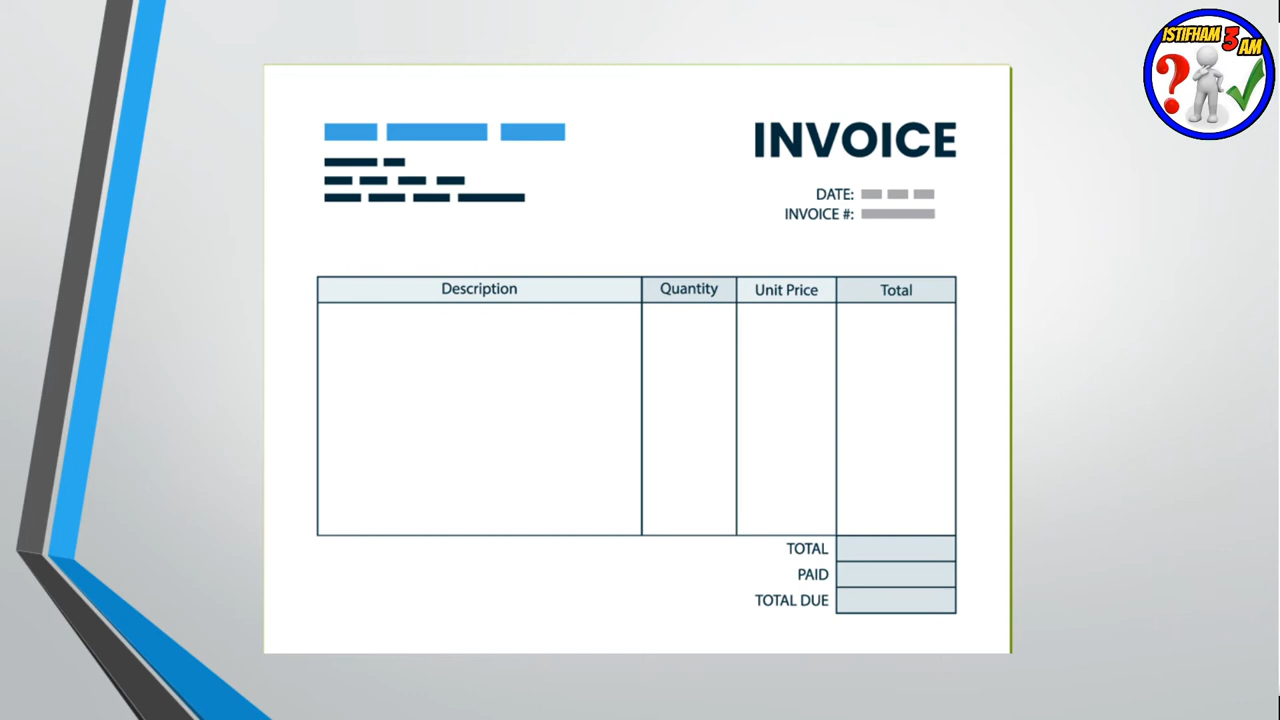 ISTIFHAM 3 AM
INVOICE
DATE:
INVOICE #:
Description Quantity Unit Price Total
TOTAL
PAID
TOTAL DUE